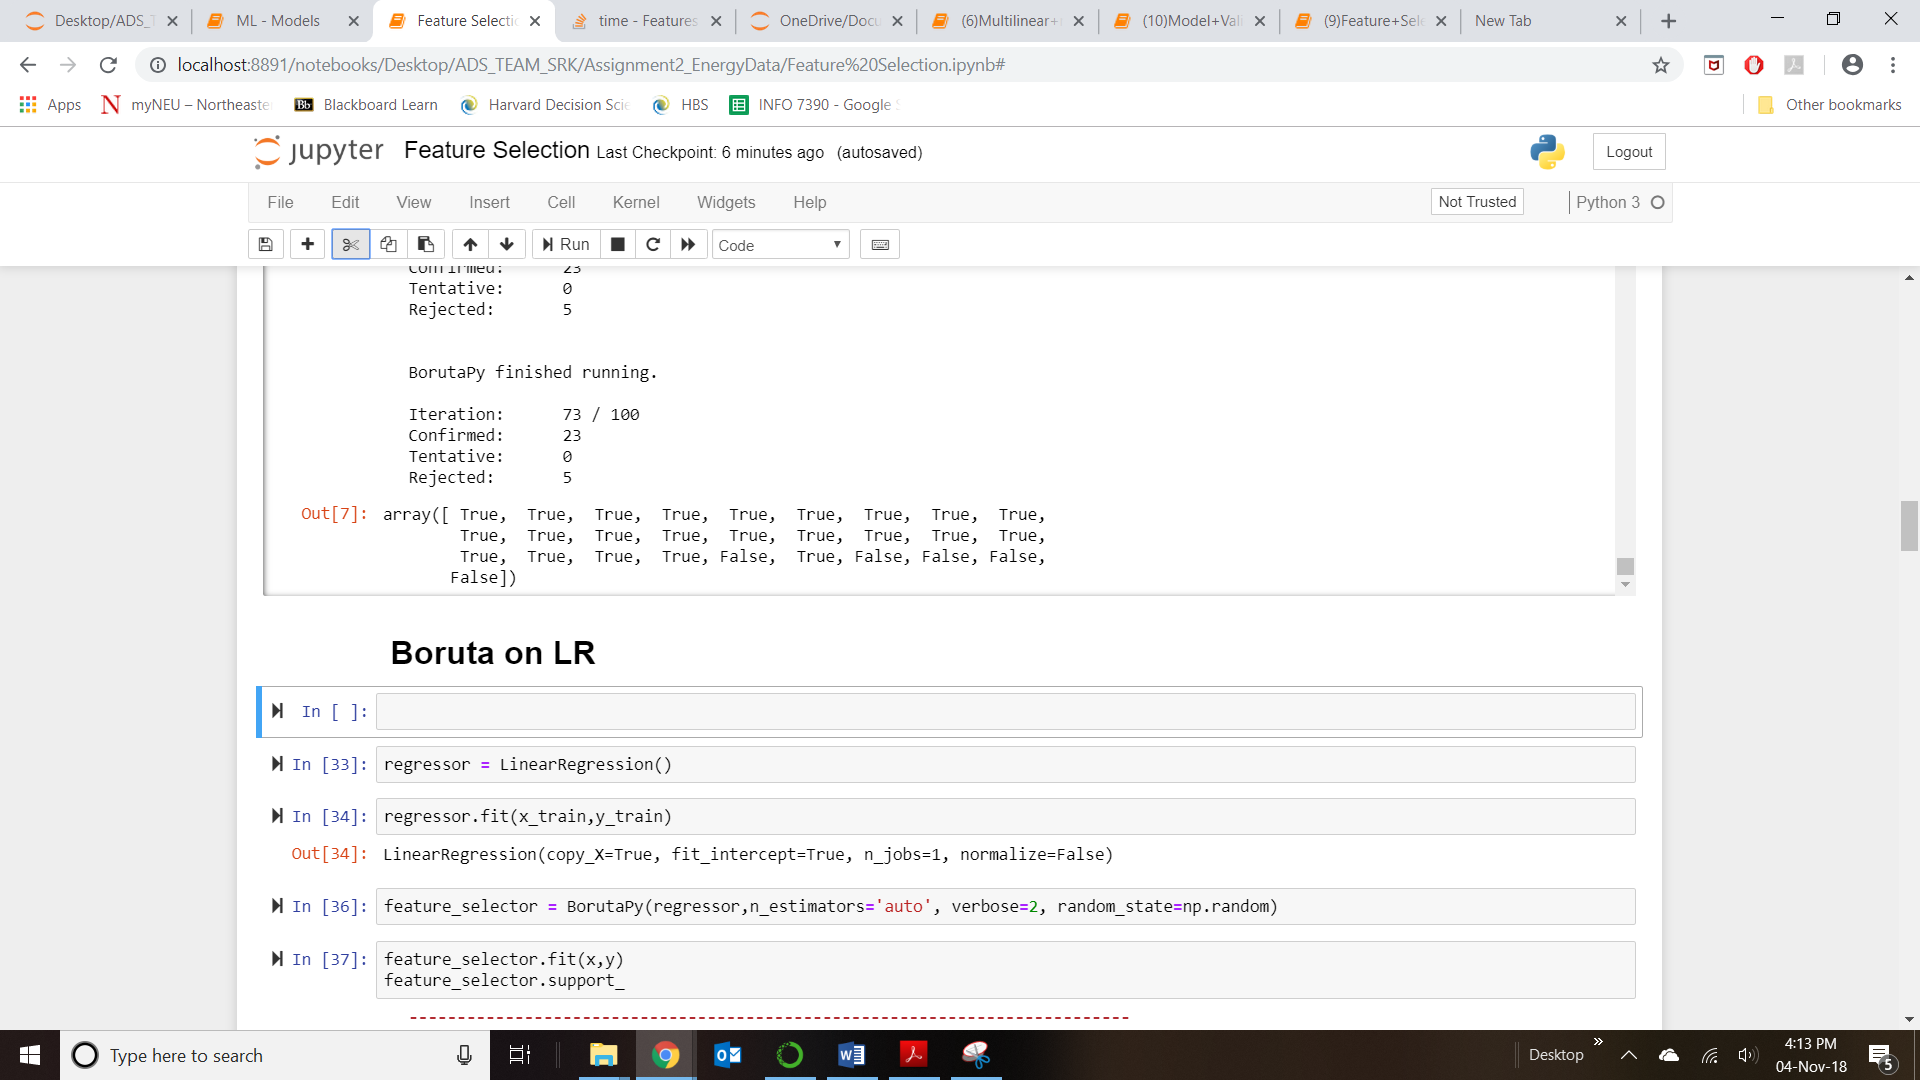 Desktop/ADS_T
ML - Models
Feature Selectio
time - Features
OneDrive/Docu
(6)Multilinear+
(10)Model+Vali
(9)Feature+Sele
New Tab
localhost:8891/notebooks/Desktop/ADS_TEAM_SRK/Assignment2_EnergyData/Feature%20Selection.ipynb#
Apps
N myNEU – Northeaste
Bb Blackboard Learn
Harvard Decision Scie
HBS
INFO 7390 - Google S
Other bookmarks
jupyter Feature Selection Last Checkpoint: 6 minutes ago (autosaved)
Logout
File Edit View Insert Cell Kernel Widgets Help
Not Trusted
Python 3
Run
Code
Confirmed: 23
Tentative: 0
Rejected: 5
BorutaPy finished running.
Iteration: 73 / 100
Confirmed: 23
Tentative: 0
Rejected: 5
Out[7]: array([ True, True, True, True, True, True, True, True, True,
True, True, True, True, True, True, True, True, True,
True, True, True, True, False, True, False, False, False,
False])
Boruta on LR
In [ ]:
In [33]: regressor = LinearRegression()
In [34]: regressor.fit(x_train,y_train)
Out[34]: LinearRegression(copy_X=True, fit_intercept=True, n_jobs=1, normalize=False)
In [36]: feature_selector = BorutaPy(regressor,n_estimators='auto', verbose=2, random_state=np.random)
In [37]: feature_selector.fit(x,y)
feature_selector.support_
---------------------------------------------------------------------------
Type here to search
Desktop
4:13 PM
04-Nov-18
5